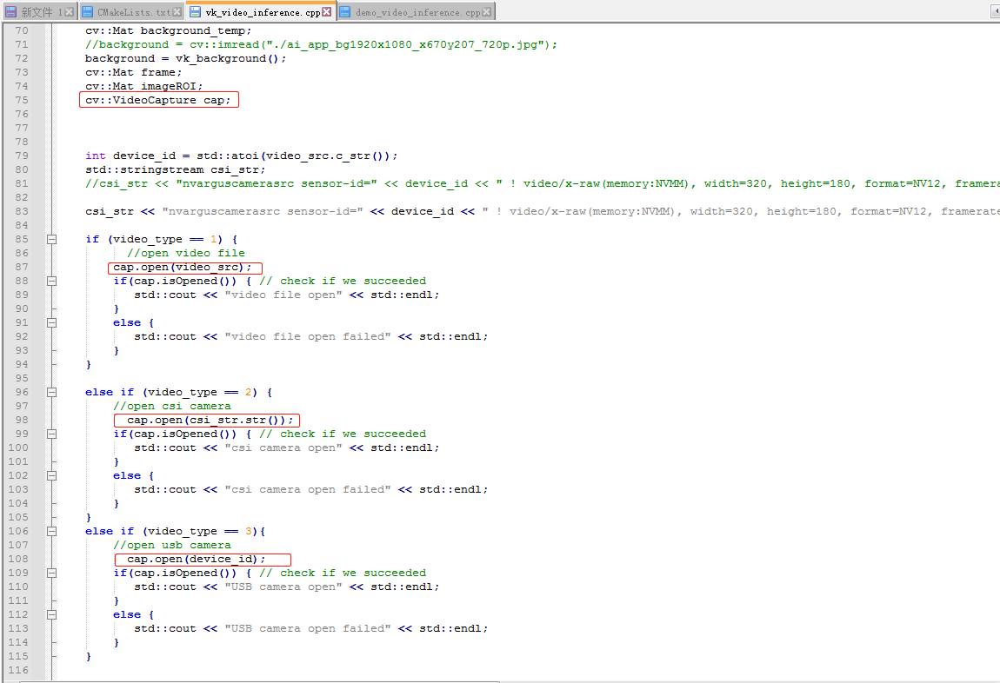 新文件 1 CMakeLists.txt vk_video_inference.cpp demo_video_inference.cpp
70 cv::Mat background_temp;
71 //background = cv::imread("./ai_app_bg1920x1080_x670y207_720p.jpg");
72 background = vk_background();
73 cv::Mat frame;
74 cv::Mat imageROI;
75 cv::VideoCapture cap;
76
77
78
79 int device_id = std::atoi(video_src.c_str());
80 std::stringstream csi_str;
81 //csi_str << "nvarguscamerasrc sensor-id=" << device_id << " ! video/x-raw(memory:NVMM), width=320, height=180, format=NV12, framera
82
83 csi_str << "nvarguscamerasrc sensor-id=" << device_id << " ! video/x-raw(memory:NVMM), width=320, height=180, format=NV12, framerate
84
85 if (video_type == 1) {
86 //open video file
87 cap.open(video_src);
88 if(cap.isOpened()) { // check if we succeeded
89 std::cout << "video file open" << std::endl;
90 }
91 else {
92 std::cout << "video file open failed" << std::endl;
93 }
94 }
95
96 else if (video_type == 2) {
97 //open csi camera
98 cap.open(csi_str.str());
99 if(cap.isOpened()) { // check if we succeeded
100 std::cout << "csi camera open" << std::endl;
101 }
102 else {
103 std::cout << "csi camera open failed" << std::endl;
104 }
105 }
106 else if (video_type == 3){
107 //open usb camera
108 cap.open(device_id);
109 if(cap.isOpened()) { // check if we succeeded
110 std::cout << "USB camera open" << std::endl;
111 }
112 else {
113 std::cout << "USB camera open failed" << std::endl;
114 }
115 }
116